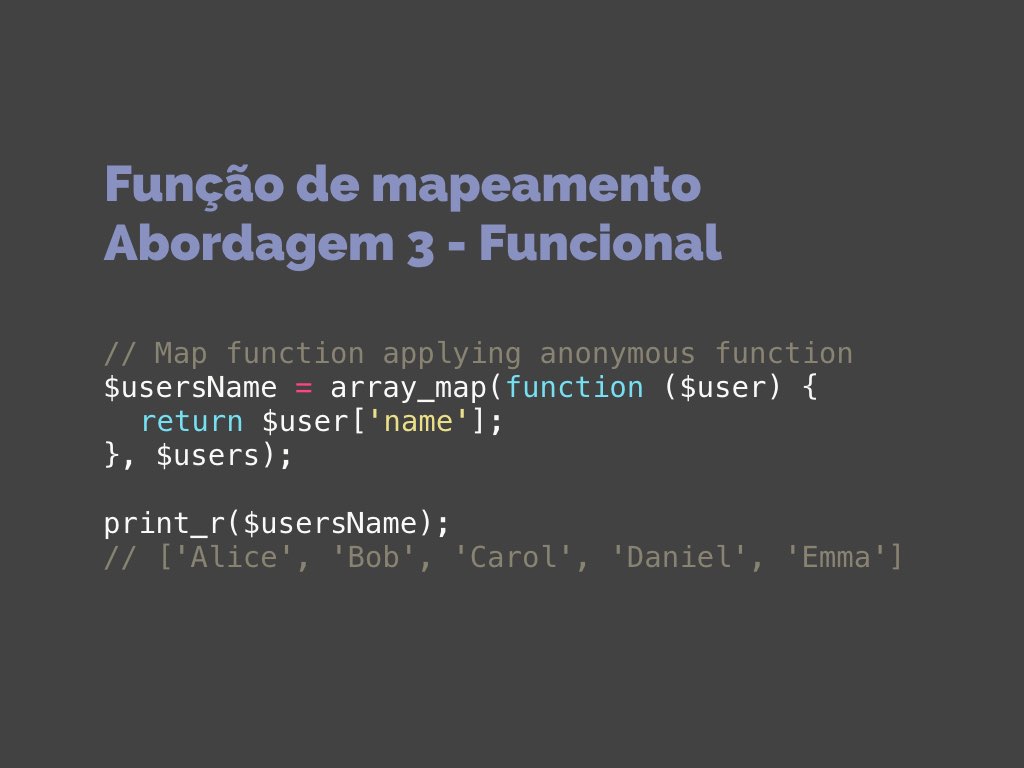 Função de mapeamento
Abordagem 3 - Funcional
// Map function applying anonymous function
$usersName = array_map(function ($user) {
  return $user['name'];
}, $users);
print_r($usersName);
// ['Alice', 'Bob', 'Carol', 'Daniel', 'Emma']